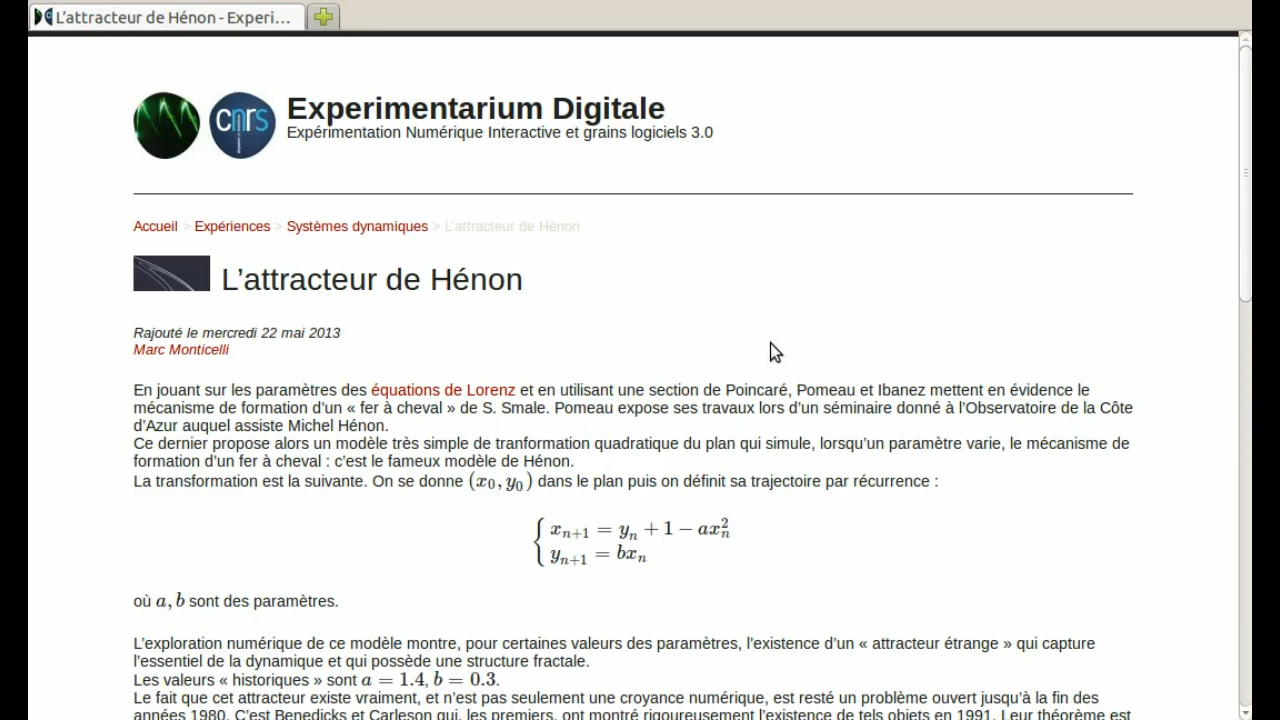 L'attracteur de Hénon - Experi...
cnrs
Experimentarium Digitale
Expérimentation Numérique Interactive et grains logiciels 3.0
Accueil > Expériences > Systèmes dynamiques > L'attracteur de Hénon
L'attracteur de Hénon
Rajouté le mercredi 22 mai 2013
Marc Monticelli
En jouant sur les paramètres des équations de Lorenz et en utilisant une section de Poincaré, Pomeau et Ibanez mettent en évidence le
mécanisme de formation d'un « fer à cheval » de S. Smale. Pomeau expose ses travaux lors d'un séminaire donné à l'Observatoire de la Côte
d'Azur auquel assiste Michel Hénon.
Ce dernier propose alors un modèle très simple de tranformation quadratique du plan qui simule, lorsqu'un paramètre varie, le mécanisme de
formation d'un fer à cheval : c'est le fameux modèle de Hénon.
La transformation est la suivante. On se donne (x₀, y₀) dans le plan puis on définit sa trajectoire par récurrence :
xₙ₊₁ = yₙ + 1 − axₙ²
yₙ₊₁ = bxₙ
où a, b sont des paramètres.
L'exploration numérique de ce modèle montre, pour certaines valeurs des paramètres, l'existence d'un « attracteur étrange » qui capture
l'essentiel de la dynamique et qui possède une structure fractale.
Les valeurs « historiques » sont a = 1.4, b = 0.3.
Le fait que cet attracteur existe vraiment, et n'est pas seulement une croyance numérique, est resté un problème ouvert jusqu'à la fin des
années 1980. C'est Benedicks et Carleson qui, les premiers, ont montré rigoureusement l'existence de tels objets en 1991. Leur théorème est